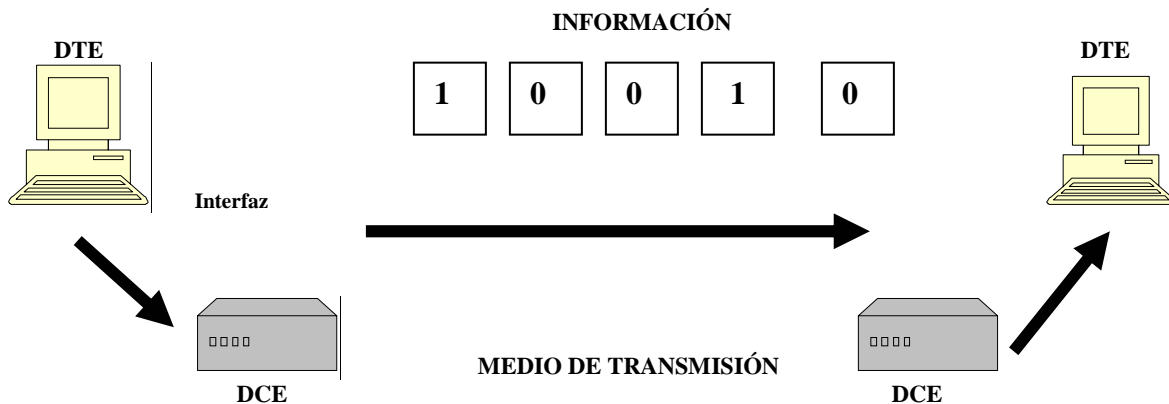 INFORMACIÓN
DTE
DTE
1 0 0 1 0
Interfaz
MEDIO DE TRANSMISIÓN
DCE
DCE